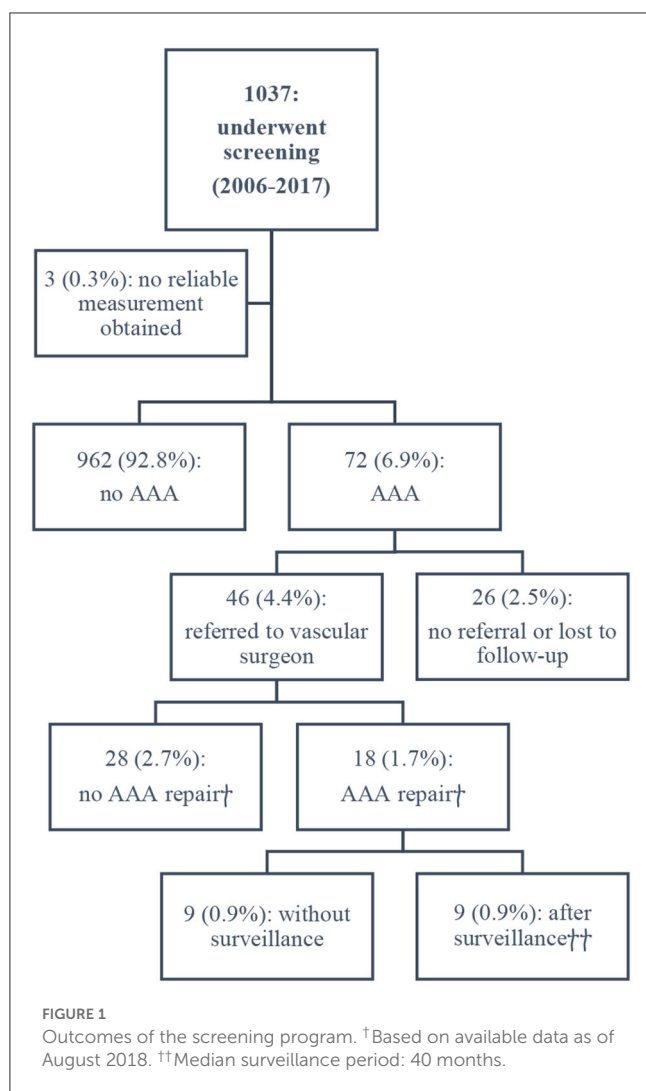 1037:
underwent
screening
(2006-2017)
3 (0.3%): no reliable
measurement
obtained
962 (92.8%):
no AAA
72 (6.9%):
AAA
46 (4.4%):
referred to vascular
surgeon
26 (2.5%):
no referral or lost to
follow-up
28 (2.7%):
no AAA repair†
18 (1.7%):
AAA repair†
9 (0.9%): without
surveillance
9 (0.9%): after
surveillance††
FIGURE 1
Outcomes of the screening program. †Based on available data as of
August 2018. ††Median surveillance period: 40 months.